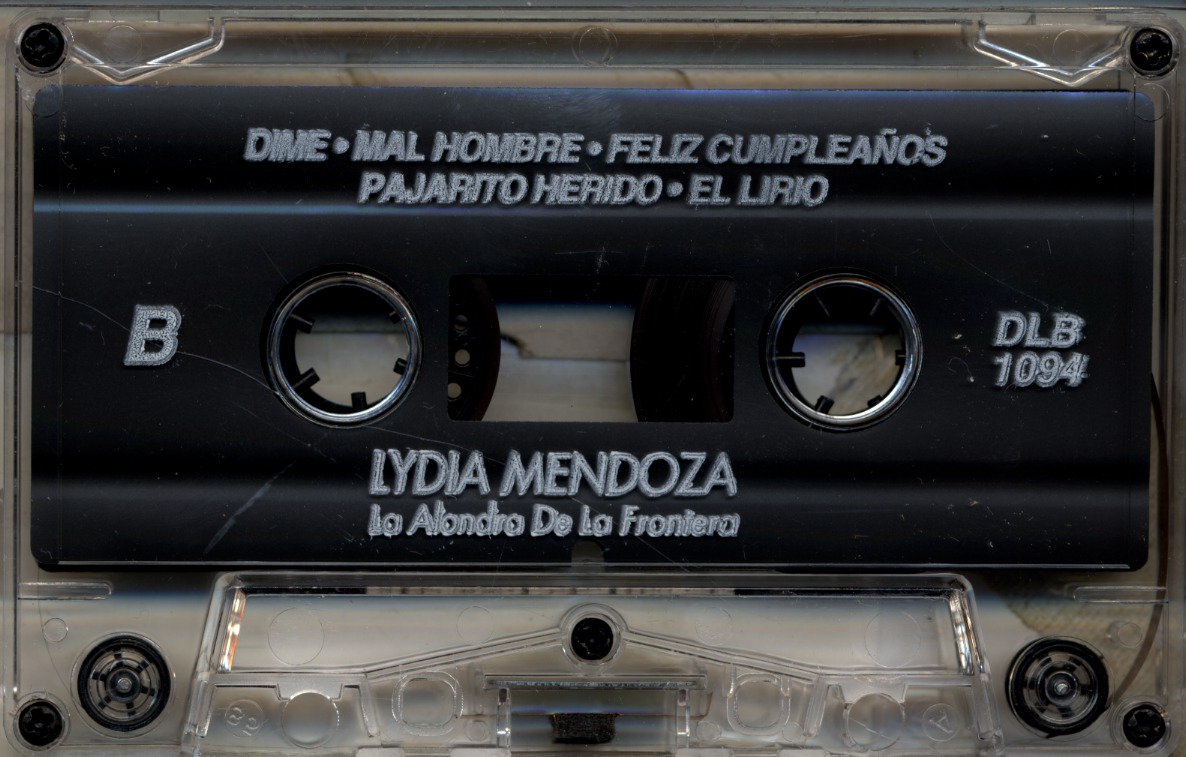 DIME • MAL HOMBRE • FELIZ CUMPLEAÑOS
PAJARITO HERIDO • EL LIRIO
B
DLB
1094
LYDIA MENDOZA
La Alondra De La Frontera